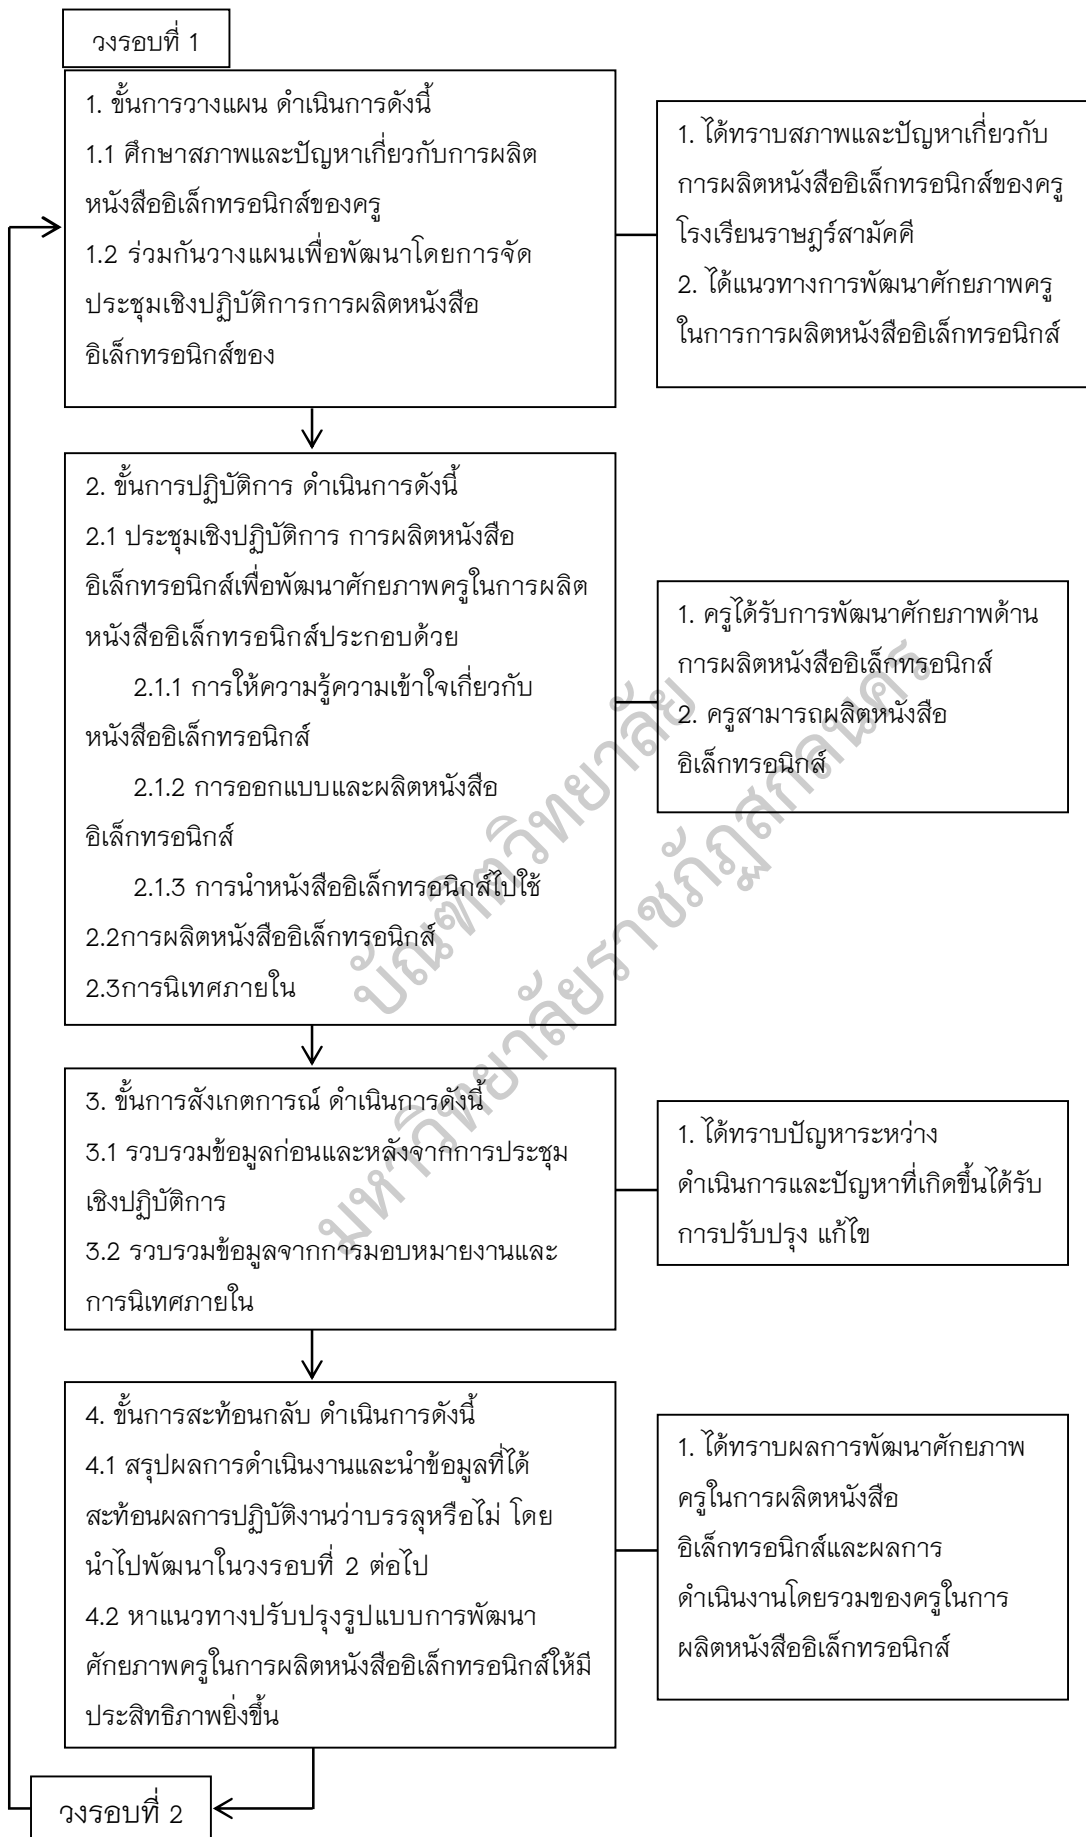 วงรอบที่ 1
1. ขั้นการวางแผน ดำเนินการดังนี้
1.1 ศึกษาสภาพและปัญหาเกี่ยวกับการผลิต
หนังสืออิเล็กทรอนิกส์ของครู
1.2 ร่วมกันวางแผนเพื่อพัฒนาโดยการจัด
ประชุมเชิงปฏิบัติการการผลิตหนังสือ
อิเล็กทรอนิกส์ของ
1. ได้ทราบสภาพและปัญหาเกี่ยวกับ
การผลิตหนังสืออิเล็กทรอนิกส์ของครู
โรงเรียนราษฎร์สามัคคี
2. ได้แนวทางการพัฒนาศักยภาพครู
ในการการผลิตหนังสืออิเล็กทรอนิกส์
2. ขั้นการปฏิบัติการ ดำเนินการดังนี้
2.1 ประชุมเชิงปฏิบัติการ การผลิตหนังสือ
อิเล็กทรอนิกส์เพื่อพัฒนาศักยภาพครูในการผลิต
หนังสืออิเล็กทรอนิกส์ประกอบด้วย
2.1.1 การให้ความรู้ความเข้าใจเกี่ยวกับ
หนังสืออิเล็กทรอนิกส์
2.1.2 การออกแบบและผลิตหนังสือ
อิเล็กทรอนิกส์
2.1.3 การนำหนังสืออิเล็กทรอนิกส์ไปใช้
2.2การผลิตหนังสืออิเล็กทรอนิกส์
2.3การนิเทศภายใน
1. ครูได้รับการพัฒนาศักยภาพด้าน
การผลิตหนังสืออิเล็กทรอนิกส์
2. ครูสามารถผลิตหนังสือ
อิเล็กทรอนิกส์
3. ขั้นการสังเกตการณ์ ดำเนินการดังนี้
3.1 รวบรวมข้อมูลก่อนและหลังจากการประชุม
เชิงปฏิบัติการ
3.2 รวบรวมข้อมูลจากการมอบหมายงานและ
การนิเทศภายใน
1. ได้ทราบปัญหาระหว่าง
ดำเนินการและปัญหาที่เกิดขึ้นได้รับ
การปรับปรุง แก้ไข
4. ขั้นการสะท้อนกลับ ดำเนินการดังนี้
4.1 สรุปผลการดำเนินงานและนำข้อมูลที่ได้
สะท้อนผลการปฏิบัติงานว่าบรรลุหรือไม่ โดย
นำไปพัฒนาในวงรอบที่ 2 ต่อไป
4.2 หาแนวทางปรับปรุงรูปแบบการพัฒนา
ศักยภาพครูในการผลิตหนังสืออิเล็กทรอนิกส์ให้มี
ประสิทธิภาพยิ่งขึ้น
1. ได้ทราบผลการพัฒนาศักยภาพ
ครูในการผลิตหนังสือ
อิเล็กทรอนิกส์และผลการ
ดำเนินงานโดยรวมของครูในการ
ผลิตหนังสืออิเล็กทรอนิกส์
วงรอบที่ 2
บัณฑิตวิทยาลัย
มหาวิทยาลัยราชภัฏสกลนคร